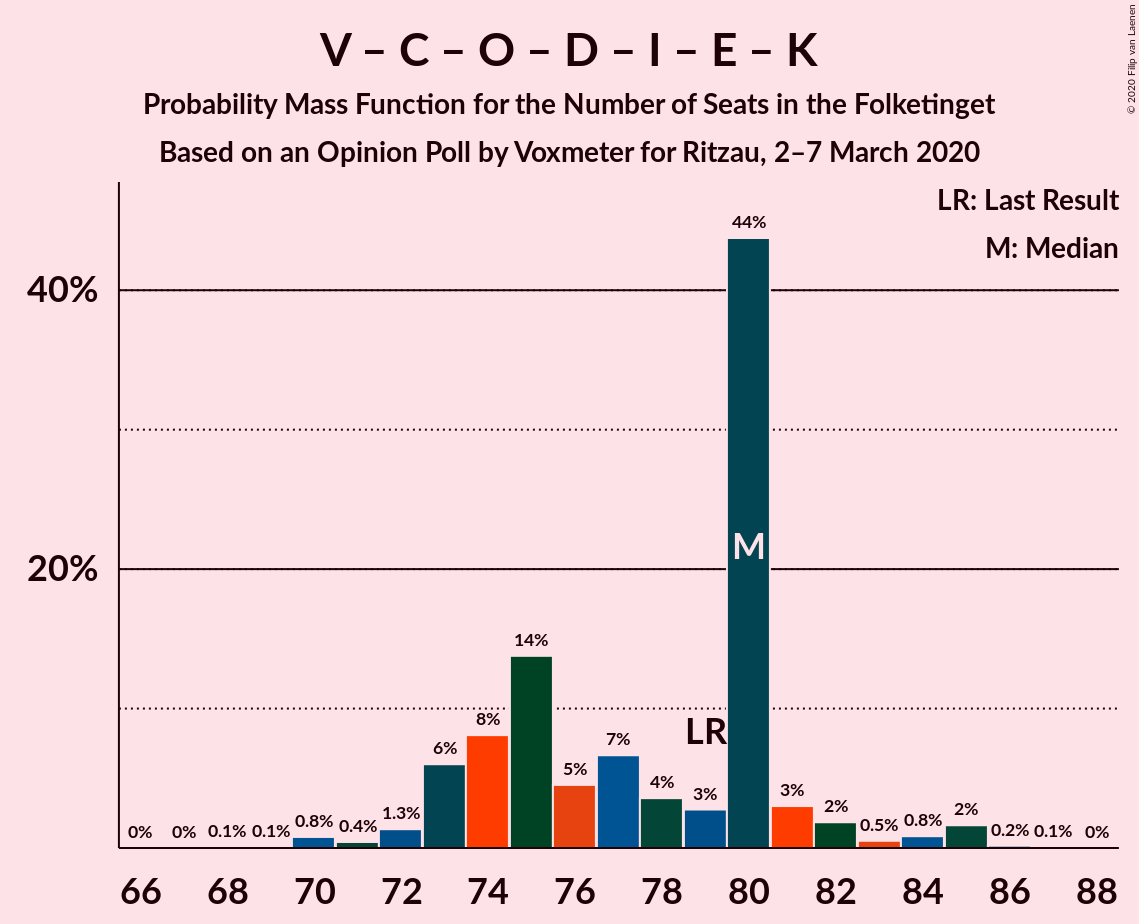 V – C – O – D – I – E – K
Probability Mass Function for the Number of Seats in the Folketinget
Based on an Opinion Poll by Voxmeter for Ritzau, 2–7 March 2020
© 2020 Filip van Laenen
LR: Last Result
M: Median
40%
20%
0% 0% 0.1% 0.1% 0.8% 0.4% 1.3% 6% 8% 14% 5% 7% 4% 3% 44% 3% 2% 0.5% 0.8% 2% 0.2% 0.1% 0%
LR
M
66 68 70 72 74 76 78 80 82 84 86 88